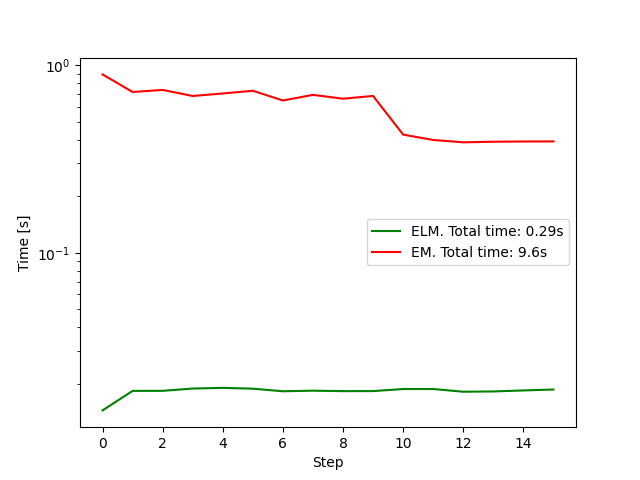 10⁰
Time [s]
10⁻¹
ELM. Total time: 0.29s
EM. Total time: 9.6s
0 2 4 6 8 10 12 14
Step